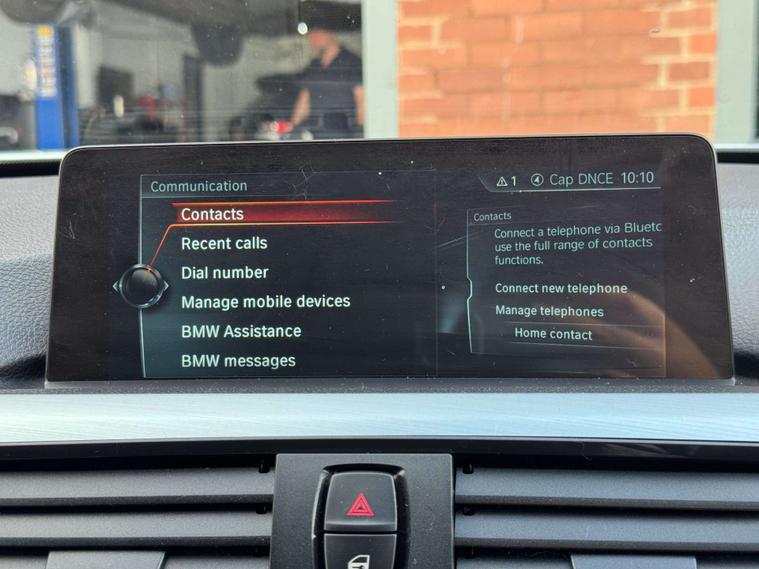 Communication
1 Cap DNCE 10:10
Contacts
Recent calls
Dial number
Manage mobile devices
BMW Assistance
BMW messages
Contacts
Connect a telephone via Bluetc
use the full range of contacts
functions.
Connect new telephone
Manage telephones
Home contact